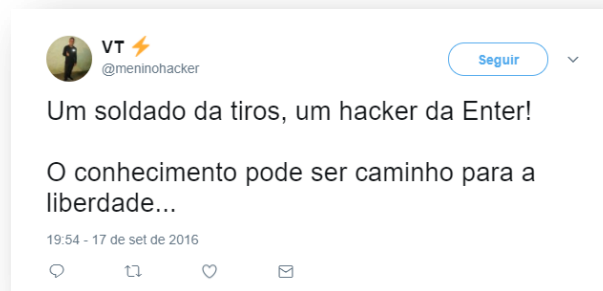 VT ⚡
@meninohacker
Seguir
Um soldado da tiros, um hacker da Enter!
O conhecimento pode ser caminho para a
liberdade...
19:54 - 17 de set de 2016